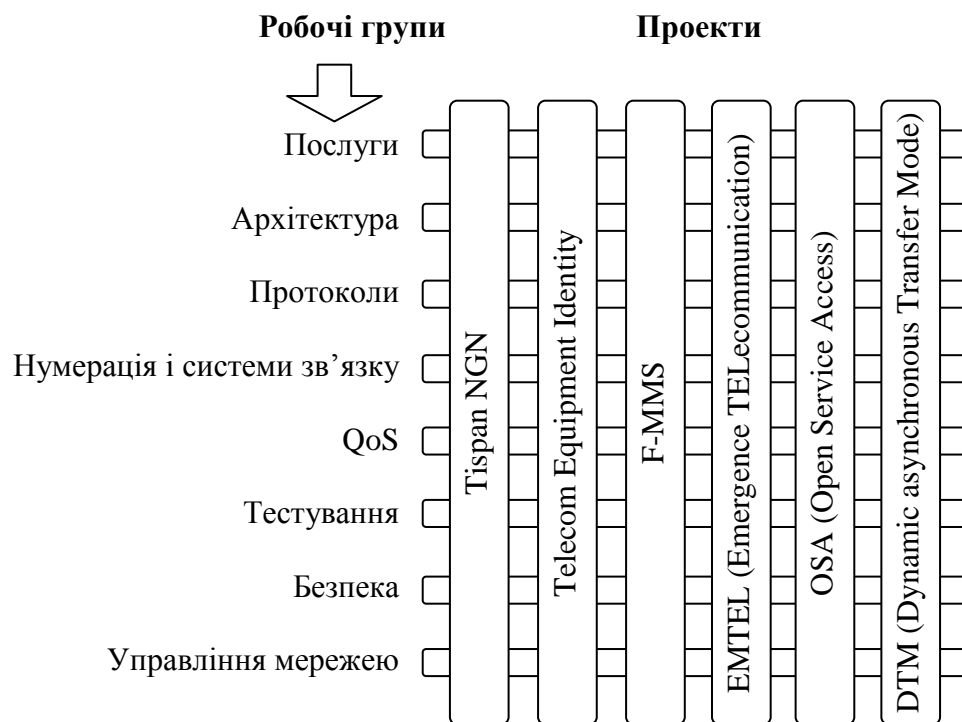 Робочі групи
Проекти
Послуги
Архітектура
Протоколи
Нумерація і системи зв’язку
QoS
Тестування
Безпека
Управління мережею
Tispan NGN
Telecom Equipment Identity
F-MMS
EMTEL (Emergence TELecommunication)
OSA (Open Service Access)
DTM (Dynamic asynchronous Transfer Mode)